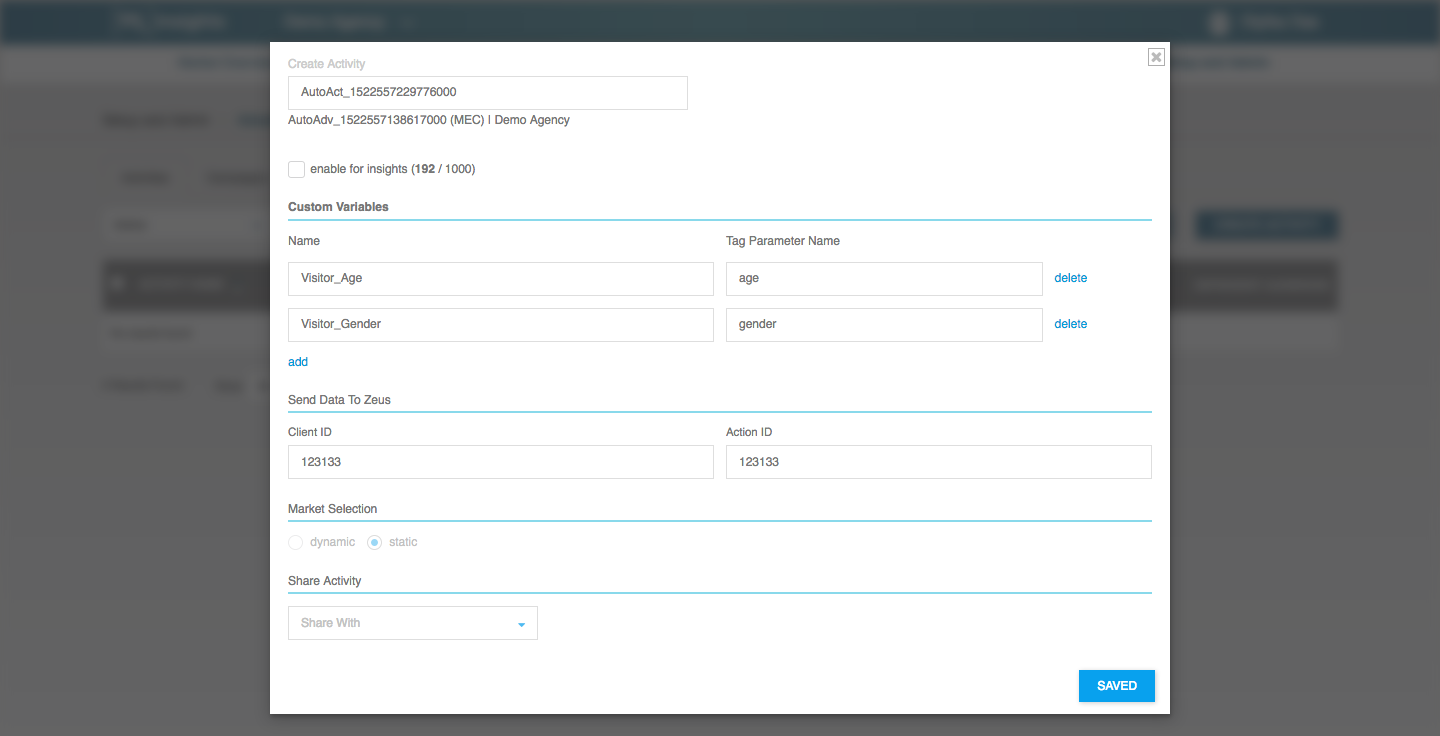 Create Activity
AutoAct_1522557229776000
AutoAdv_1522557138617000 (MEC) | Demo Agency
enable for insights (192 / 1000)
Custom Variables
Name Tag Parameter Name
Visitor_Age age delete
Visitor_Gender gender delete
add
Send Data To Zeus
Client ID Action ID
123133 123133
Market Selection
dynamic static
Share Activity
Share With
SAVED